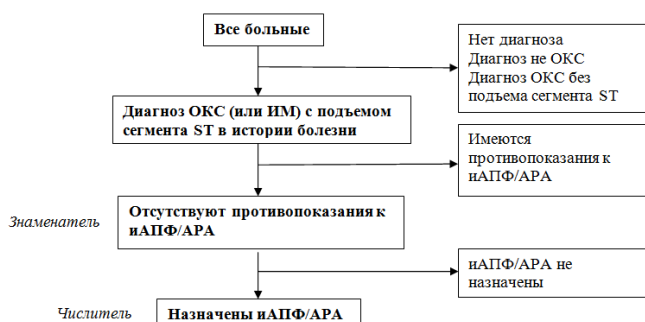 Все больные
Нет диагноза
Диагноз не ОКС
Диагноз ОКС без
подъема сегмента ST
Диагноз ОКС (или ИМ) с подъемом
сегмента ST в истории болезни
Имеются
противопоказания к
иАПФ/АРА
Знаменатель
Отсутствуют противопоказания к
иАПФ/АРА
иАПФ/АРА не
назначены
Числитель
Назначены иАПФ/АРА